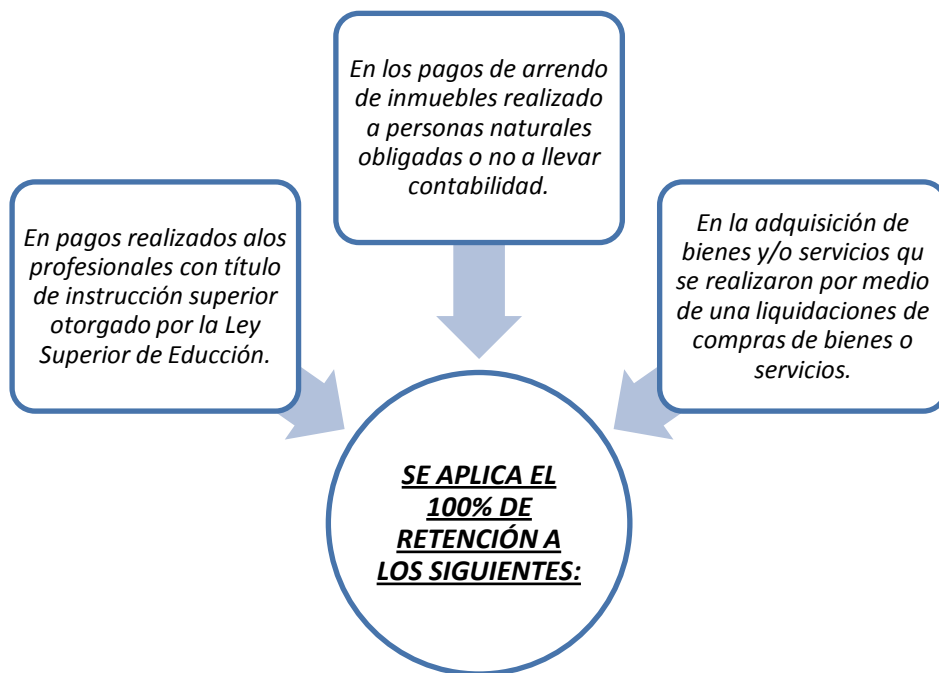 En los pagos de arrendo
de inmuebles realizado
a personas naturales
obligadas o no a llevar
contabilidad.
En pagos realizados alos
profesionales con título
de instrucción superior
otorgado por la Ley
Superior de Educción.
En la adquisición de
bienes y/o servicios qu
se realizaron por medio
de una liquidaciones de
compras de bienes o
servicios.
SE APLICA EL
100% DE
RETENCIÓN A
LOS SIGUIENTES: